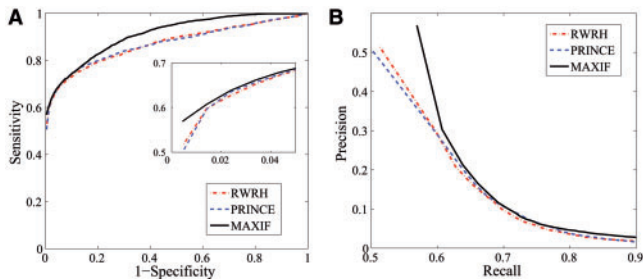 A
Sensitivity
1
0.8
0.6
0.4
0.2
0
0 0.2 0.4 0.6 0.8 1
1−Specificity
0.7
0.6
0.5
0 0.02 0.04
RWRH
PRINCE
MAXIF
B
Precision
0.5
0.4
0.3
0.2
0.1
0
0.5 0.6 0.7 0.8 0.9
Recall
RWRH
PRINCE
MAXIF